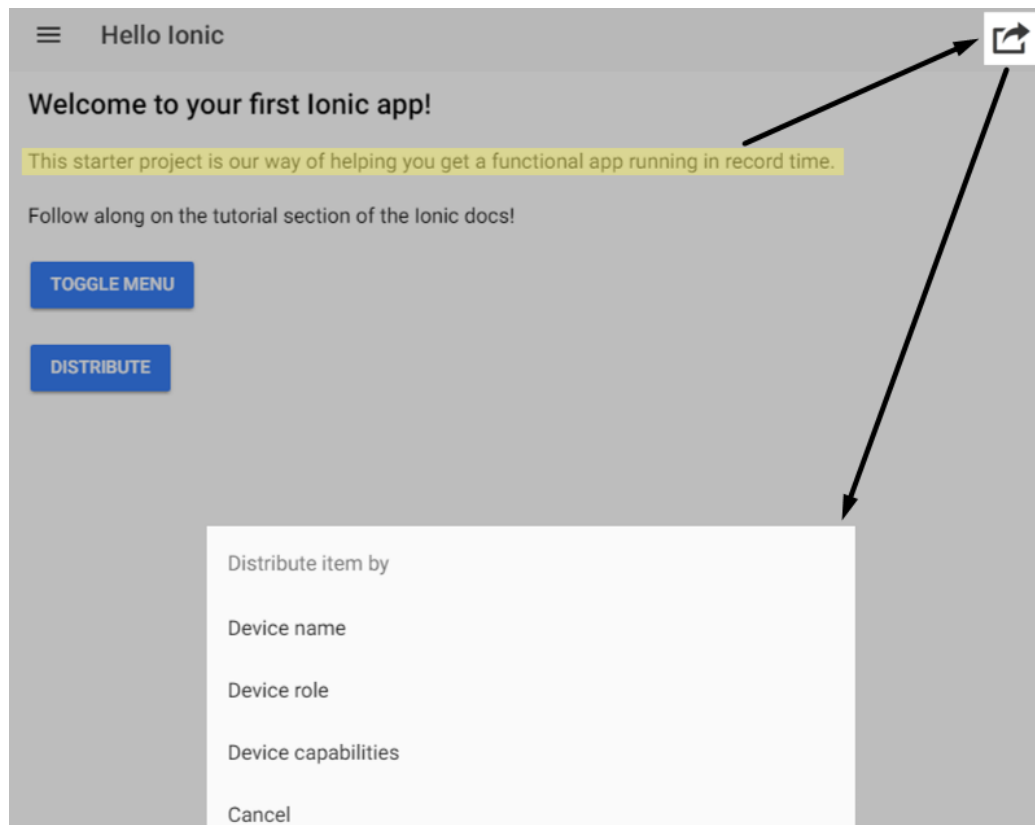 Hello Ionic
Welcome to your first Ionic app!
This starter project is our way of helping you get a functional app running in record time.
Follow along on the tutorial section of the Ionic docs!
TOGGLE MENU
DISTRIBUTE
Distribute item by
Device name
Device role
Device capabilities
Cancel